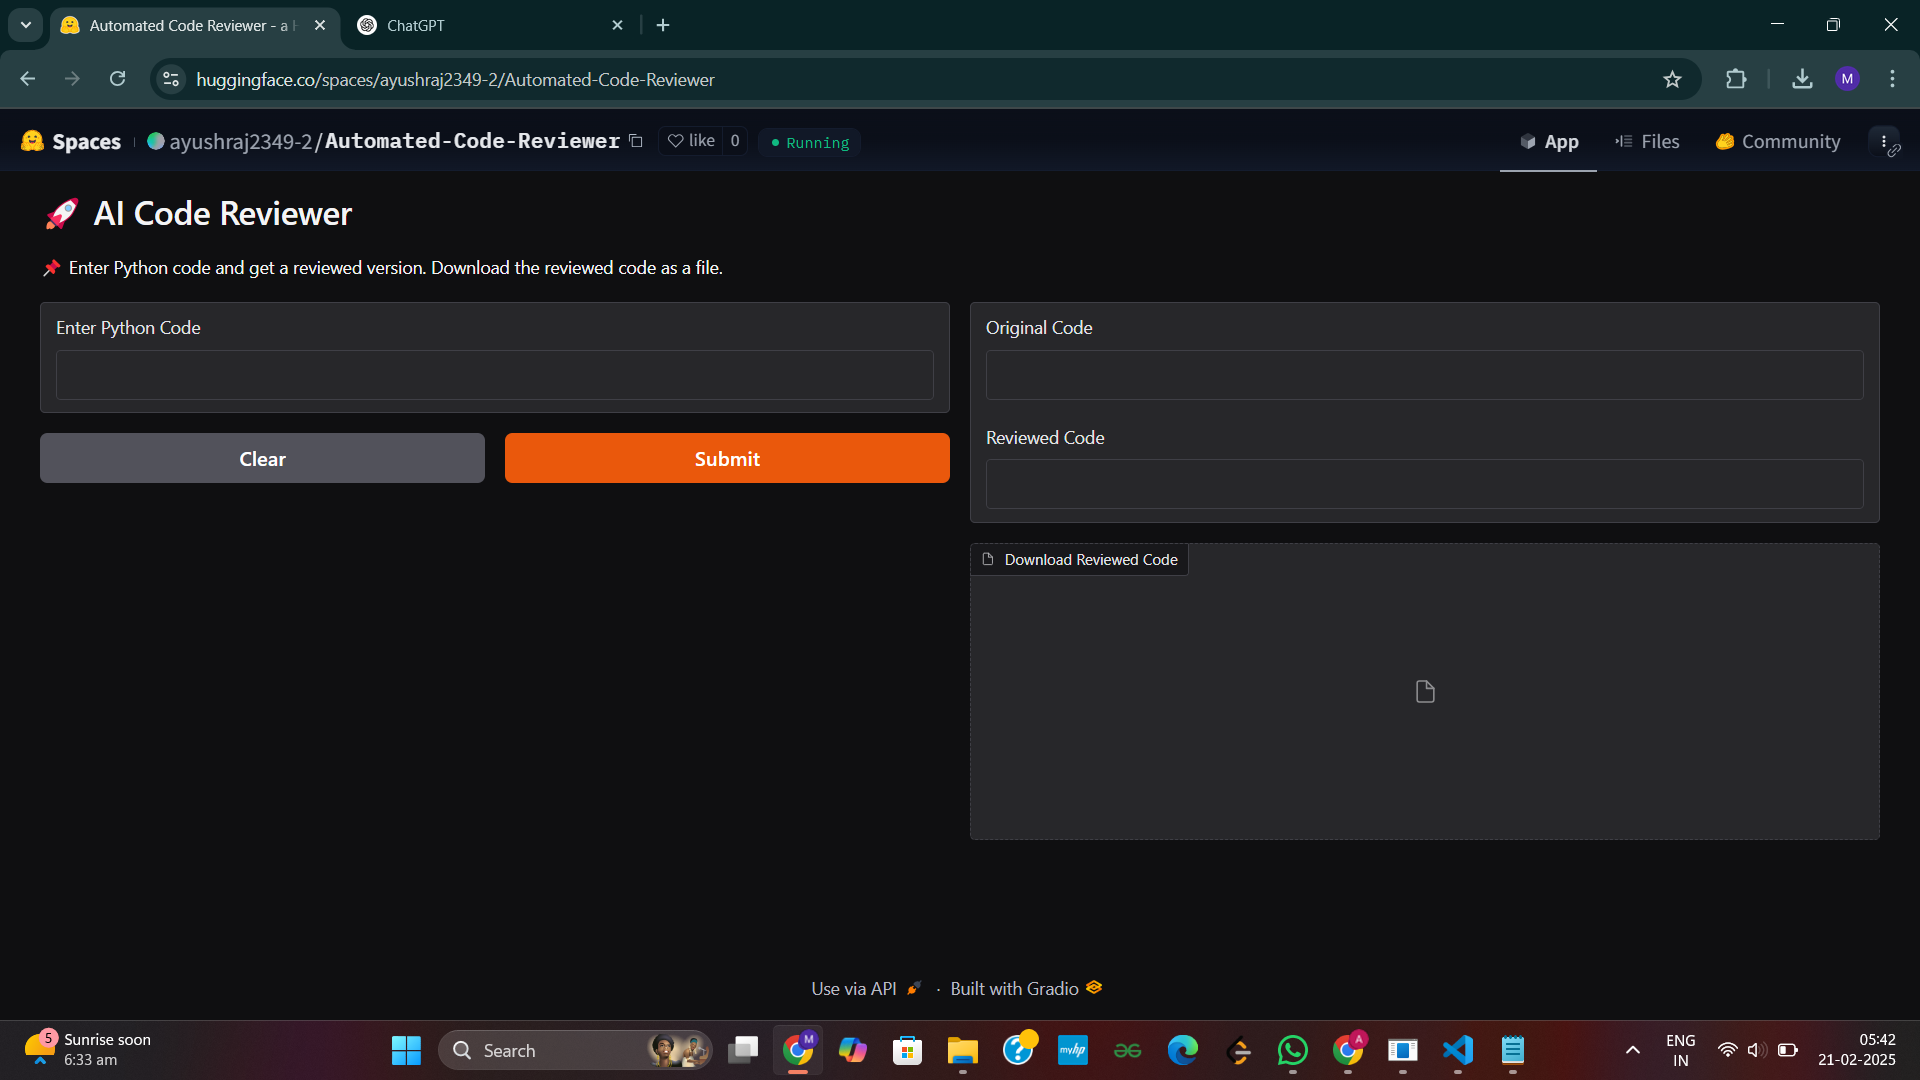 Automated Code Reviewer - a
ChatGPT
huggingface.co/spaces/ayushraj2349-2/Automated-Code-Reviewer
M
Spaces
ayushraj2349-2/Automated-Code-Reviewer
like 0
Running
App
Files
Community
🚀 AI Code Reviewer
📌 Enter Python code and get a reviewed version. Download the reviewed code as a file.
Enter Python Code
Clear
Submit
Original Code
Reviewed Code
Download Reviewed Code
Use via API 🚀 · Built with Gradio
5
Sunrise soon
6:33 am
Search
M
myhp
A
ENG
IN
05:42
21-02-2025